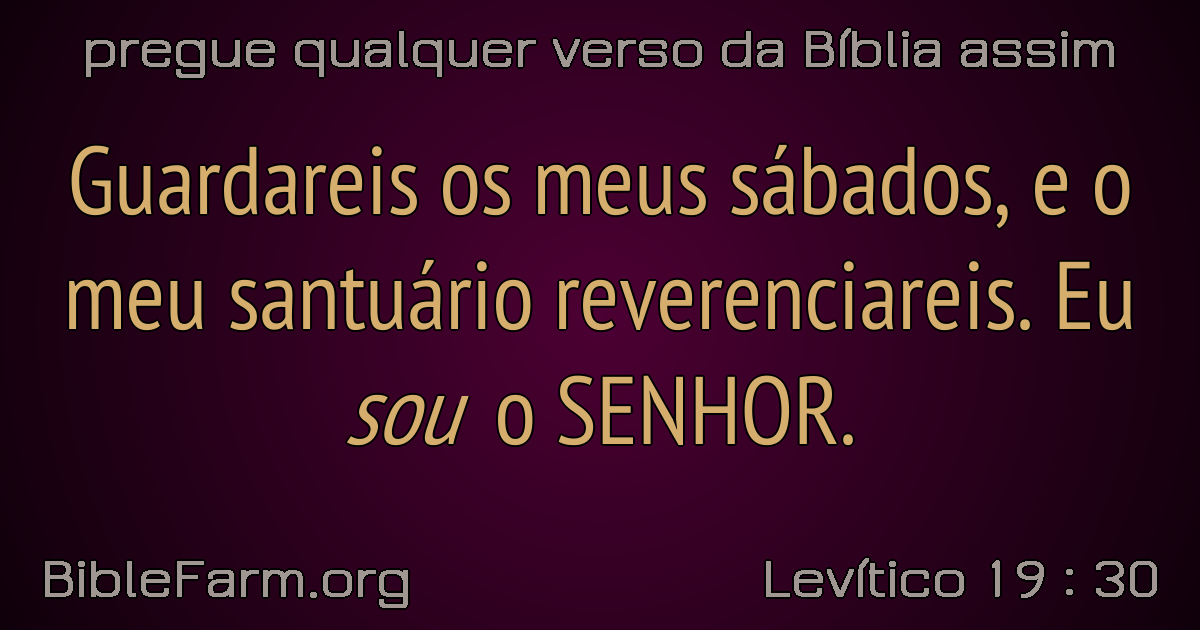 pregue qualquer verso da Bíblia assim
Guardareis os meus sábados, e o
meu santuário reverenciareis. Eu
sou o SENHOR.
BibleFarm.org
Levítico 19 : 30